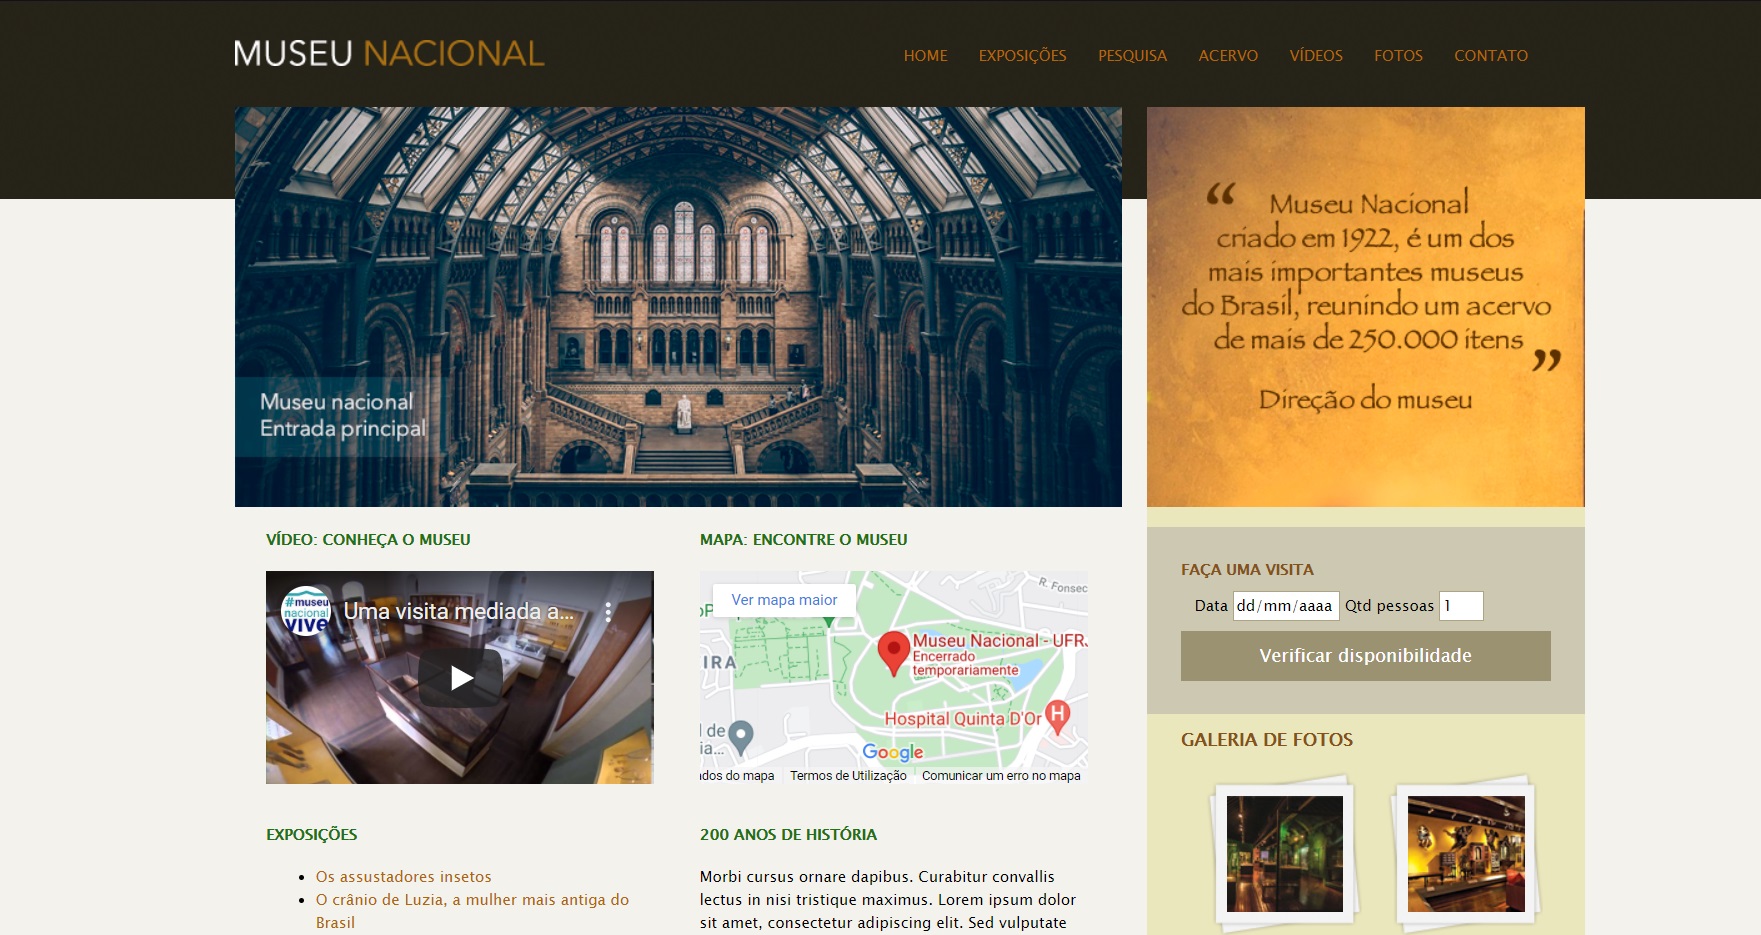 MUSEU NACIONAL
HOME EXPOSIÇÕES PESQUISA ACERVO VÍDEOS FOTOS CONTATO
Museu nacional
Entrada principal
“ Museu Nacional
criado em 1922, é um dos
mais importantes museus
do Brasil, reunindo um acervo
de mais de 250.000 itens ”
Direção do museu
VÍDEO: CONHEÇA O MUSEU
#museu
nacional
vive
Uma visita mediada a...
MAPA: ENCONTRE O MUSEU
Ver mapa maior
R. Fonsec
Museu Nacional - UFRJ
Encerrado
temporariamente
IRA
Hospital Quinta D'Or
H
l de
ia...
Google
ados do mapa Termos de Utilização Comunicar um erro no mapa
FAÇA UMA VISITA
Data dd/mm/aaaa Qtd pessoas 1
Verificar disponibilidade
GALERIA DE FOTOS
EXPOSIÇÕES
Os assustadores insetos
O crânio de Luzia, a mulher mais antiga do
Brasil
200 ANOS DE HISTÓRIA
Morbi cursus ornare dapibus. Curabitur convallis
lectus in nisi tristique maximus. Lorem ipsum dolor
sit amet, consectetur adipiscing elit. Sed vulputate